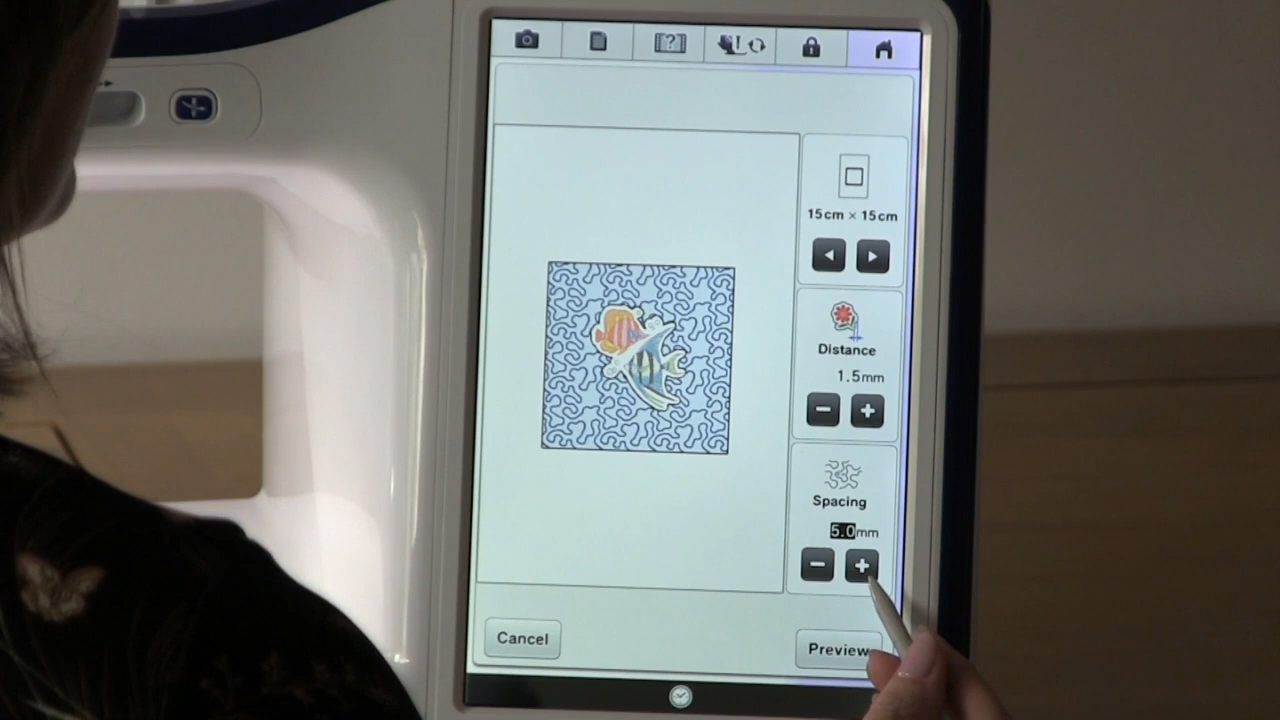 15cm × 15cm
Distance
1.5mm
Spacing
5.0mm
Cancel
Preview